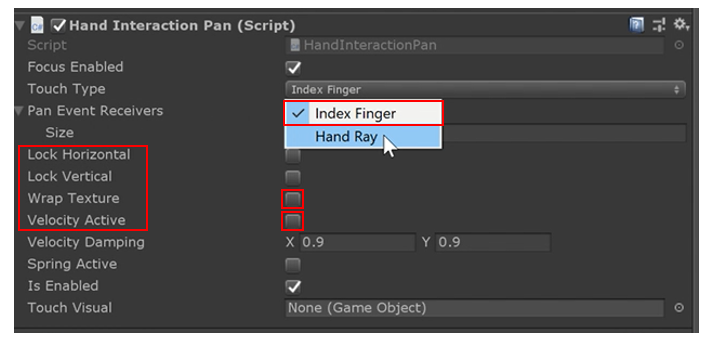 Hand Interaction Pan (Script)
Script HandInteractionPan
Focus Enabled
Touch Type Index Finger
Pan Event Receivers Index Finger
Size Hand Ray
Lock Horizontal
Lock Vertical
Wrap Texture
Velocity Active
Velocity Damping X 0.9 Y 0.9
Spring Active
Is Enabled
Touch Visual None (Game Object)